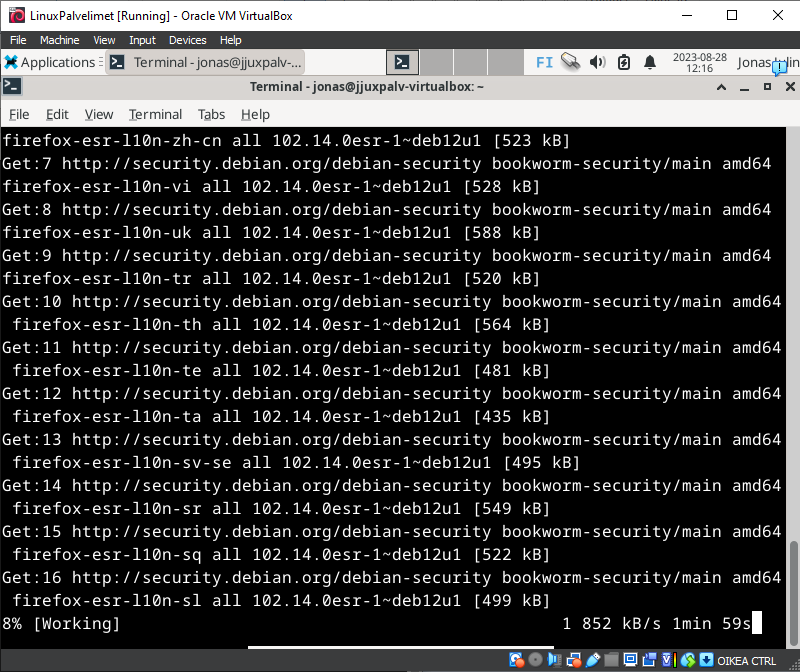 LinuxPalvelimet [Running] - Oracle VM VirtualBox
File Machine View Input Devices Help
Applications Terminal - jonas@jjuxpalv-... FI 2023-08-28 12:16 Jonas
Terminal - jonas@jjuxpalv-virtualbox: ~
File Edit View Terminal Tabs Help
firefox-esr-l10n-zh-cn all 102.14.0esr-1~deb12u1 [523 kB]
Get:7 http://security.debian.org/debian-security bookworm-security/main amd64
firefox-esr-l10n-vi all 102.14.0esr-1~deb12u1 [528 kB]
Get:8 http://security.debian.org/debian-security bookworm-security/main amd64
firefox-esr-l10n-uk all 102.14.0esr-1~deb12u1 [588 kB]
Get:9 http://security.debian.org/debian-security bookworm-security/main amd64
firefox-esr-l10n-tr all 102.14.0esr-1~deb12u1 [520 kB]
Get:10 http://security.debian.org/debian-security bookworm-security/main amd64
firefox-esr-l10n-th all 102.14.0esr-1~deb12u1 [564 kB]
Get:11 http://security.debian.org/debian-security bookworm-security/main amd64
firefox-esr-l10n-te all 102.14.0esr-1~deb12u1 [481 kB]
Get:12 http://security.debian.org/debian-security bookworm-security/main amd64
firefox-esr-l10n-ta all 102.14.0esr-1~deb12u1 [435 kB]
Get:13 http://security.debian.org/debian-security bookworm-security/main amd64
firefox-esr-l10n-sv-se all 102.14.0esr-1~deb12u1 [495 kB]
Get:14 http://security.debian.org/debian-security bookworm-security/main amd64
firefox-esr-l10n-sr all 102.14.0esr-1~deb12u1 [549 kB]
Get:15 http://security.debian.org/debian-security bookworm-security/main amd64
firefox-esr-l10n-sq all 102.14.0esr-1~deb12u1 [522 kB]
Get:16 http://security.debian.org/debian-security bookworm-security/main amd64
firefox-esr-l10n-sl all 102.14.0esr-1~deb12u1 [499 kB]
8% [Working] 1 852 kB/s 1min 59s
OIKEA CTRL